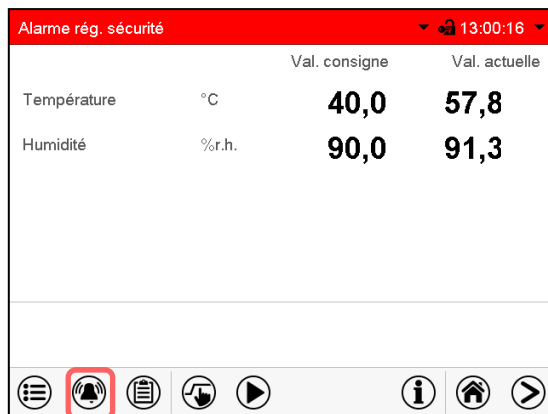 Alarme rég. sécurité 13:00:16
Val. consigne Val. actuelle
Température °C 40,0 57,8
Humidité %r.h. 90,0 91,3